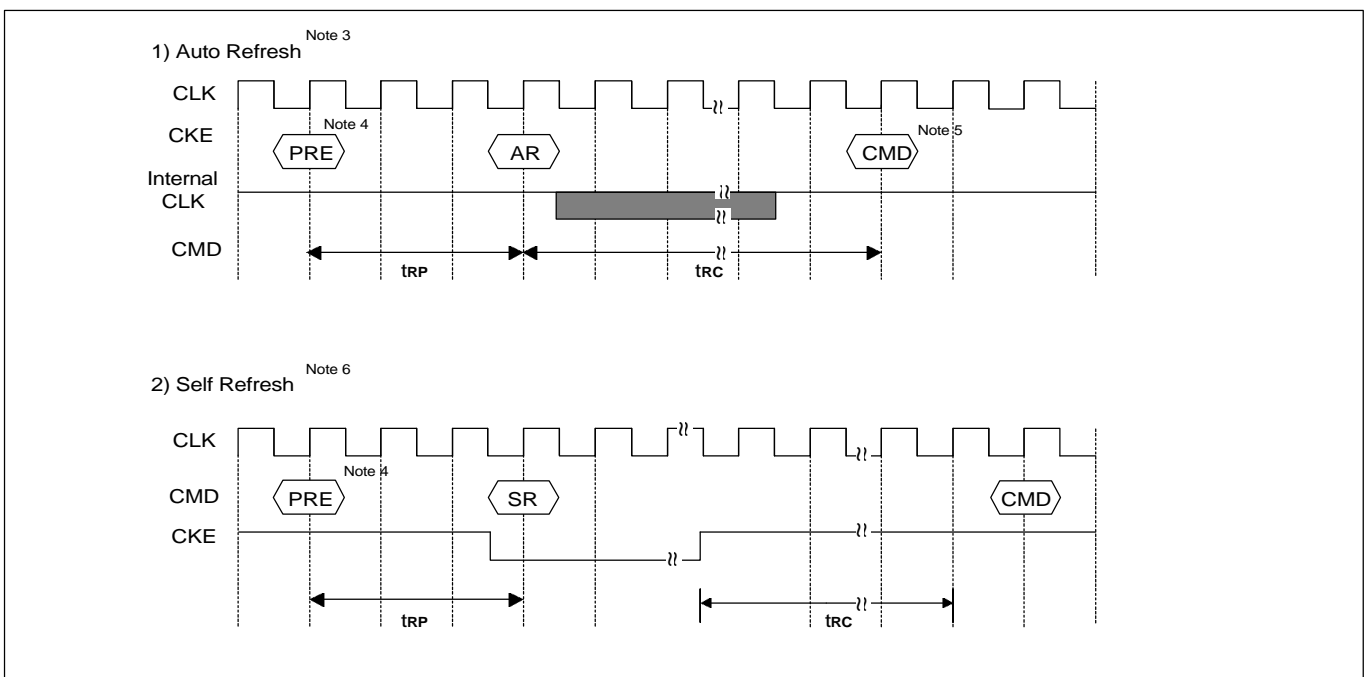 1) Auto Refresh Note 3
CLK
CKE
Note 4
Note 5
PRE
AR
CMD
Internal
CLK
CMD
tRP
tRC
2) Self Refresh Note 6
CLK
Note 4
CMD
PRE
SR
CMD
CKE
tRP
tRC